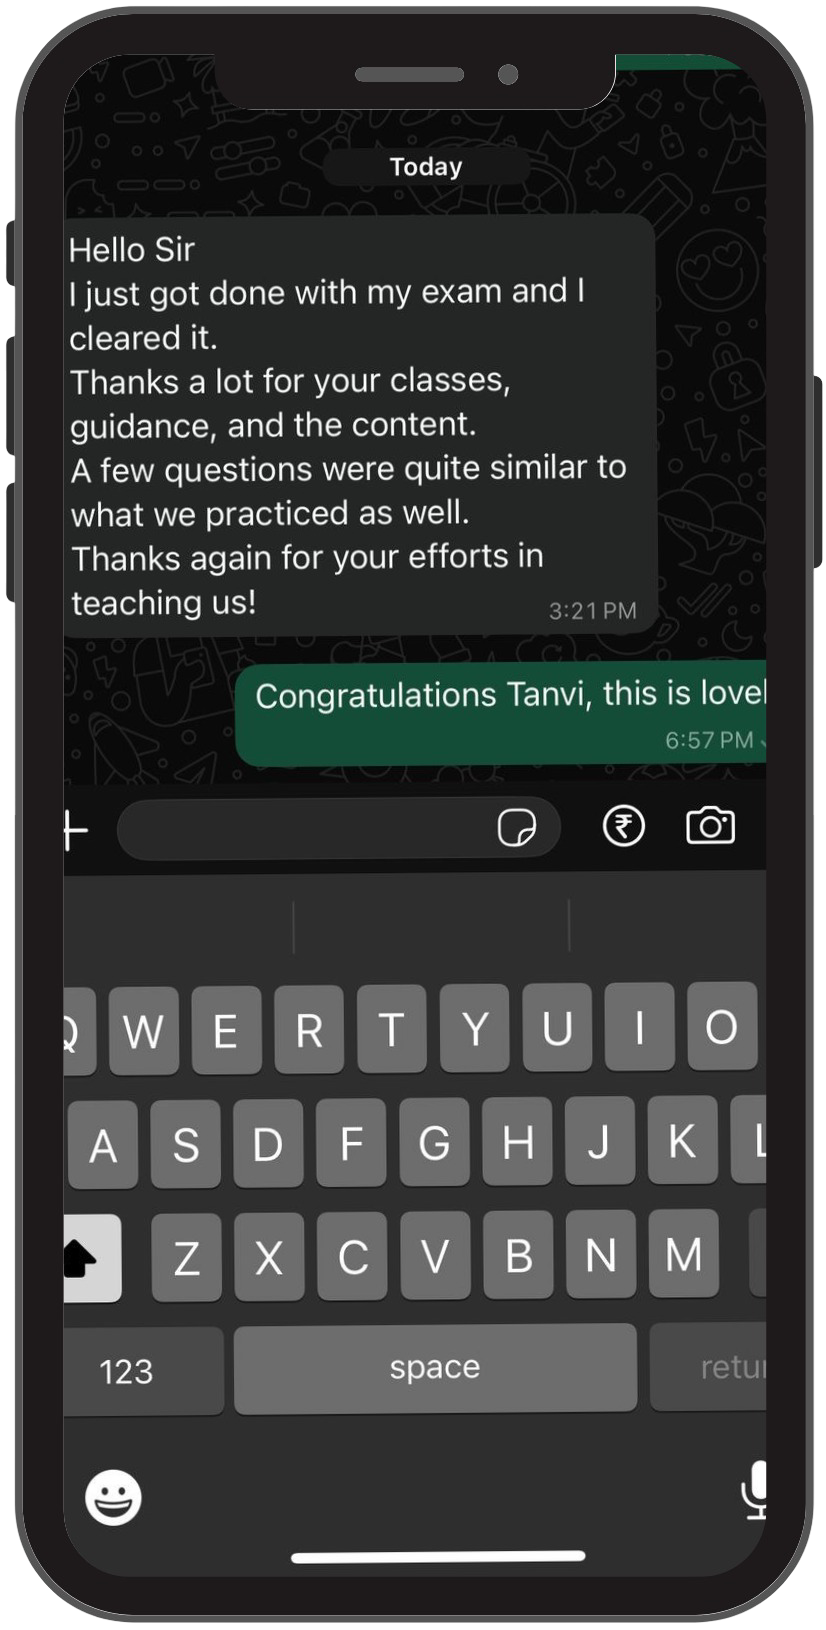 Today
Hello Sir
I just got done with my exam and I
cleared it.
Thanks a lot for your classes,
guidance, and the content.
A few questions were quite similar to
what we practiced as well.
Thanks again for your efforts in
teaching us!
3:21 PM
Congratulations Tanvi, this is
6:57 PM
Q W E R T Y U I O
A S D F G H J K L
Z X C V B N M
123 space